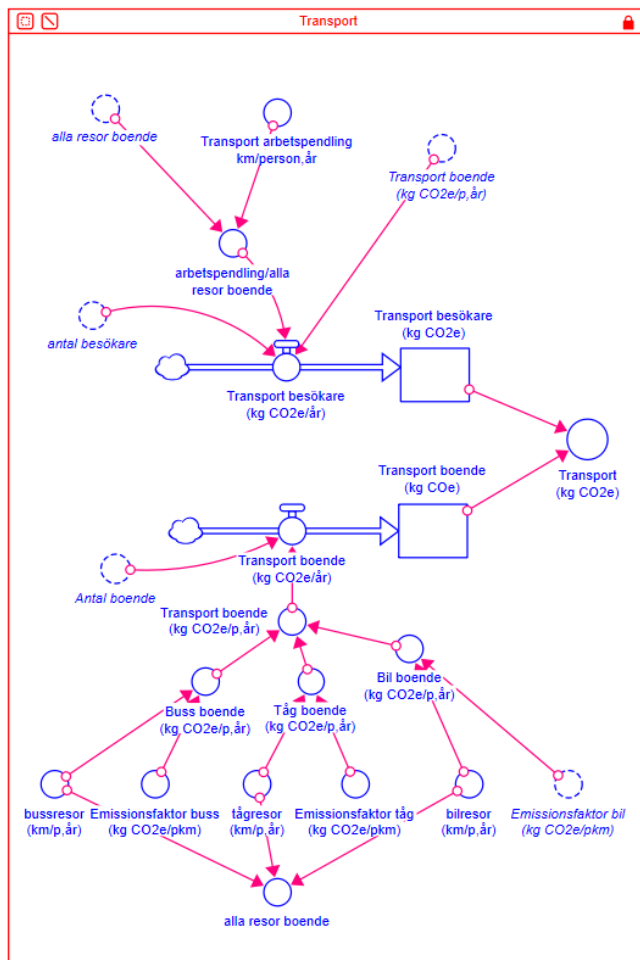 Transport
alla resor boende
Transport arbetspendling
km/person,år
Transport boende
(kg CO2e/p,år)
arbetspendling/alla
resor boende
antal besökare
Transport besökare
(kg CO2e)
Transport besökare
(kg CO2e/år)
Transport
(kg CO2e)
Transport boende
(kg COe)
Transport boende
(kg CO2e/år)
Antal boende
Transport boende
(kg CO2e/p,år)
Buss boende
(kg CO2e/p,år)
Tåg boende
(kg CO2e/p,år)
Bil boende
(kg CO2e/p,år)
bussresor
(km/p,år)
Emissionsfaktor buss
(kg CO2e/pkm)
tågresor
(km/p,år)
Emissionsfaktor tåg
(kg CO2e/pkm)
bilresor
(km/p,år)
Emissionsfaktor bil
(kg CO2e/pkm)
alla resor boende